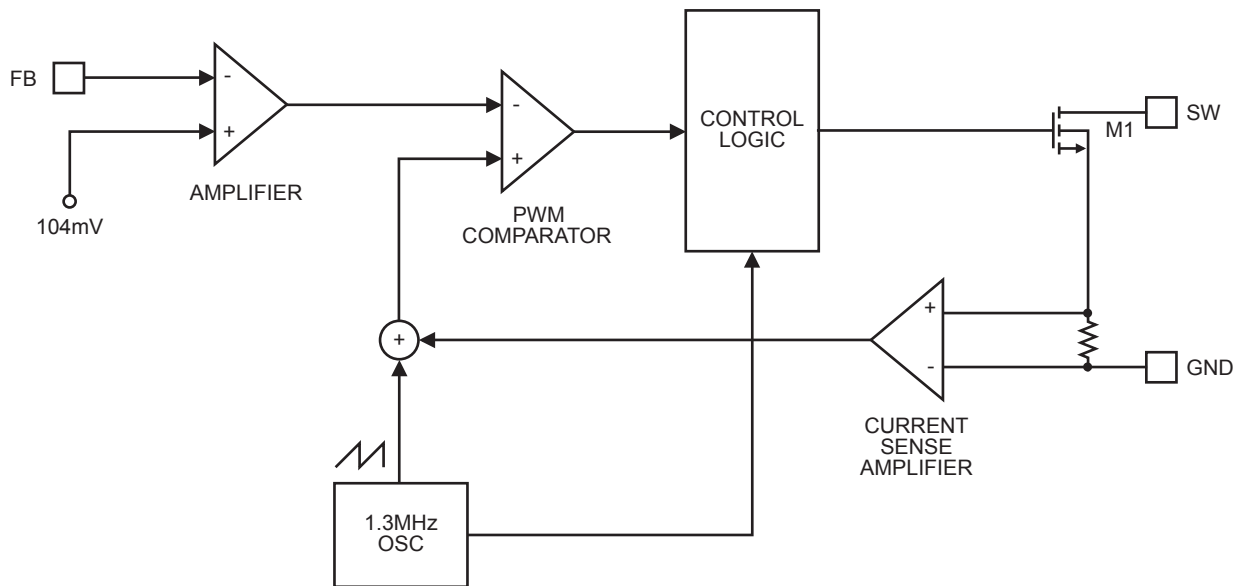 FB
-
+
104mV
AMPLIFIER
-
+
PWM
COMPARATOR
CONTROL
LOGIC
M1
SW
+
-
GND
CURRENT
SENSE
AMPLIFIER
+
1.3MHz
OSC